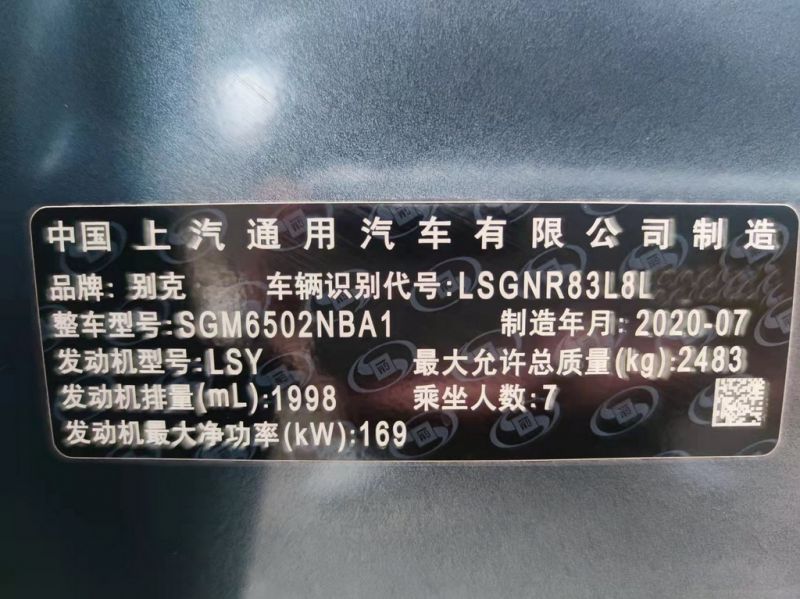 中国上汽通用汽车有限公司制造
品牌: 别克 车辆识别代号:LSGNR83L8L
整车型号:SGM6502NBA1 制造年月: 2020-07
发动机型号:LSY 最大允许总质量(kg):2483
发动机排量(mL):1998 乘坐人数:7
发动机最大净功率(kW):169